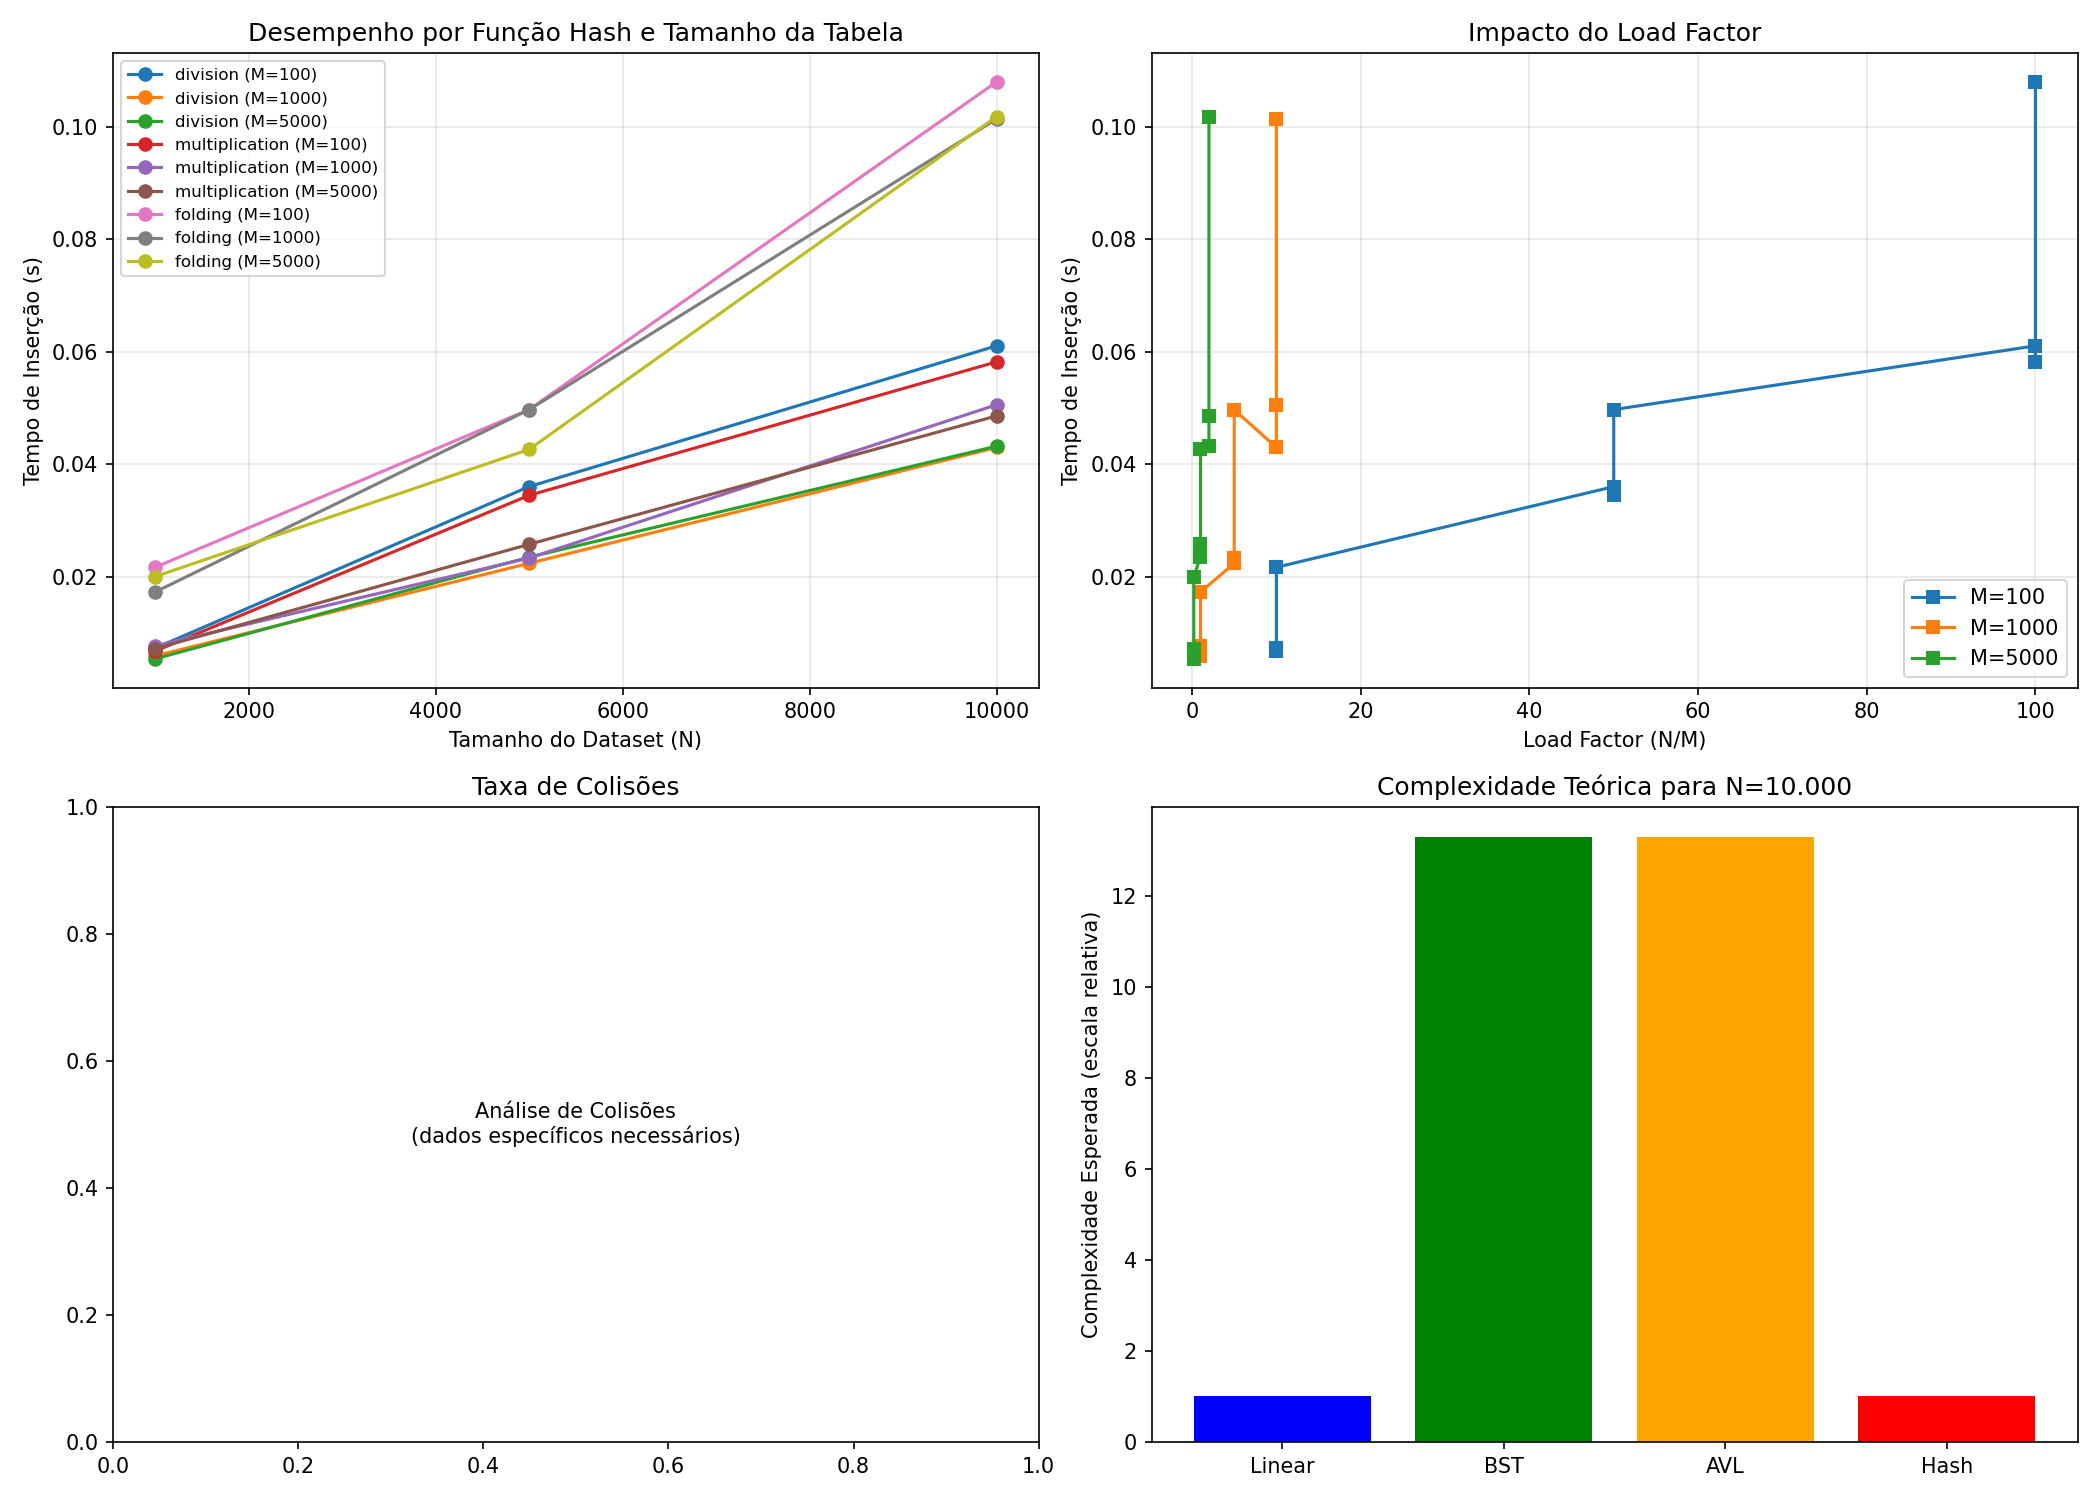 Desempenho por Função Hash e Tamanho da Tabela
division (M=100)
division (M=1000)
division (M=5000)
multiplication (M=100)
multiplication (M=1000)
multiplication (M=5000)
folding (M=100)
folding (M=1000)
folding (M=5000)
Tempo de Inserção (s)
0.10
0.08
0.06
0.04
0.02
2000
4000
6000
8000
10000
Tamanho do Dataset (N)
Impacto do Load Factor
Tempo de Inserção (s)
0.10
0.08
0.06
0.04
0.02
M=100
M=1000
M=5000
0
20
40
60
80
100
Load Factor (N/M)
Taxa de Colisões
1.0
0.8
0.6
0.4
0.2
0.0
Análise de Colisões
(dados específicos necessários)
0.0
0.2
0.4
0.6
0.8
1.0
Complexidade Teórica para N=10.000
Complexidade Esperada (escala relativa)
12
10
8
6
4
2
0
Linear
BST
AVL
Hash